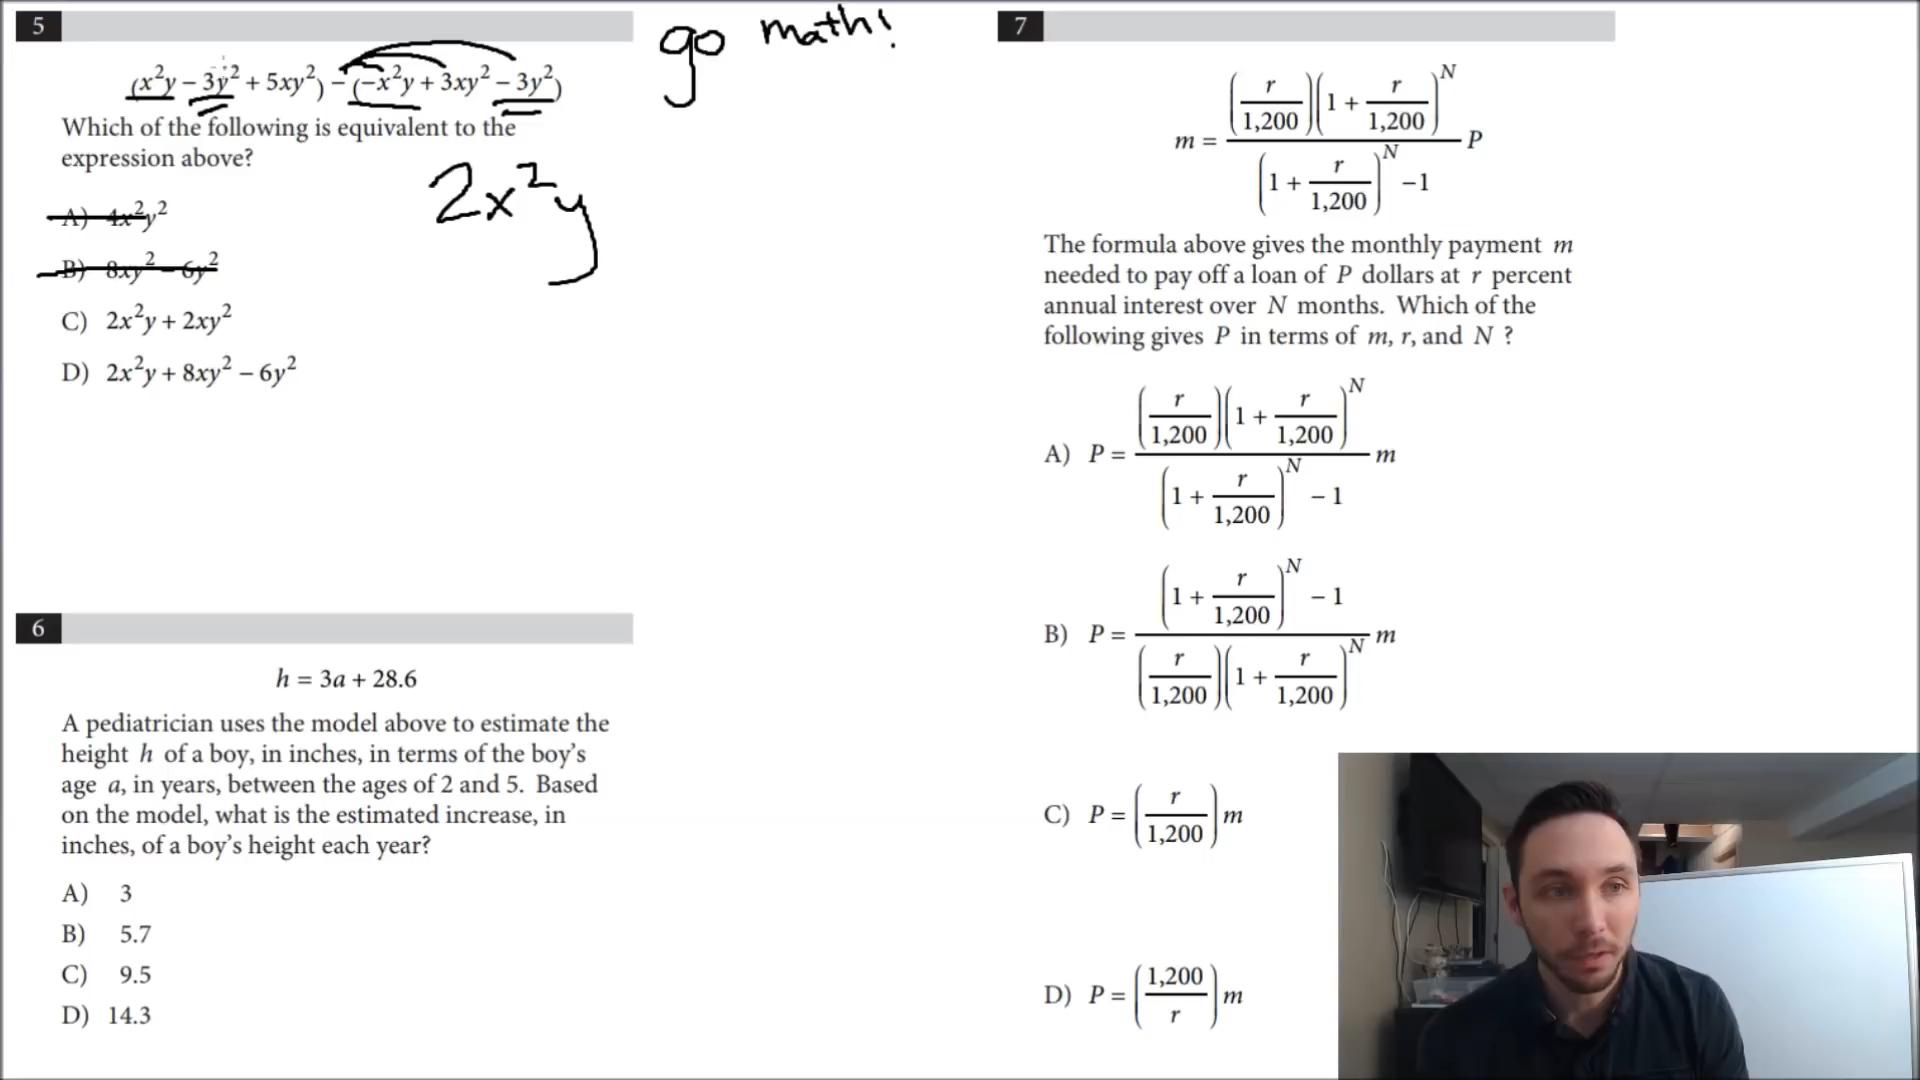 5
go math!
(x²y − 3y² + 5xy²) − (−x²y + 3xy² − 3y²)
Which of the following is equivalent to the
expression above?
2x²y
A) 4x²y²
B) 8xy² − 6y²
C) 2x²y + 2xy²
D) 2x²y + 8xy² − 6y²
6
h = 3a + 28.6
A pediatrician uses the model above to estimate the
height h of a boy, in inches, in terms of the boy’s
age a, in years, between the ages of 2 and 5. Based
on the model, what is the estimated increase, in
inches, of a boy’s height each year?
A) 3
B) 5.7
C) 9.5
D) 14.3
7
m = ((r/1,200)(1 + r/1,200)^N) / ((1 + r/1,200)^N − 1) P
The formula above gives the monthly payment m
needed to pay off a loan of P dollars at r percent
annual interest over N months. Which of the
following gives P in terms of m, r, and N ?
A) P = ((r/1,200)(1 + r/1,200)^N) / ((1 + r/1,200)^N − 1) m
B) P = ((1 + r/1,200)^N − 1) / ((r/1,200)(1 + r/1,200)^N) m
C) P = (r/1,200) m
D) P = (1,200/r) m